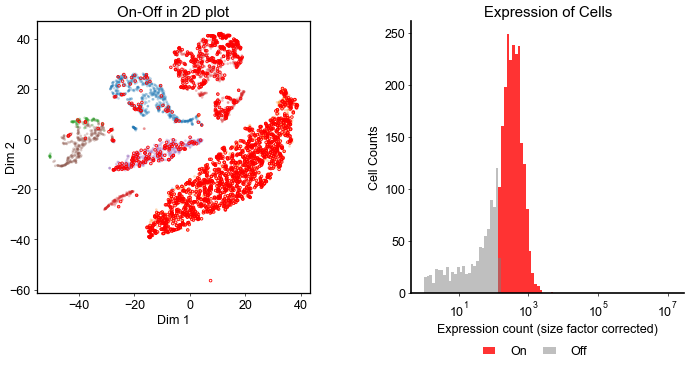 On-Off in 2D plot
40
20
0
−20
−40
−60
Dim 2
−40
−20
0
20
40
Dim 1
Expression of Cells
250
200
150
100
50
0
Cell Counts
10^1
10^3
10^5
10^7
Expression count (size factor corrected)
On
Off